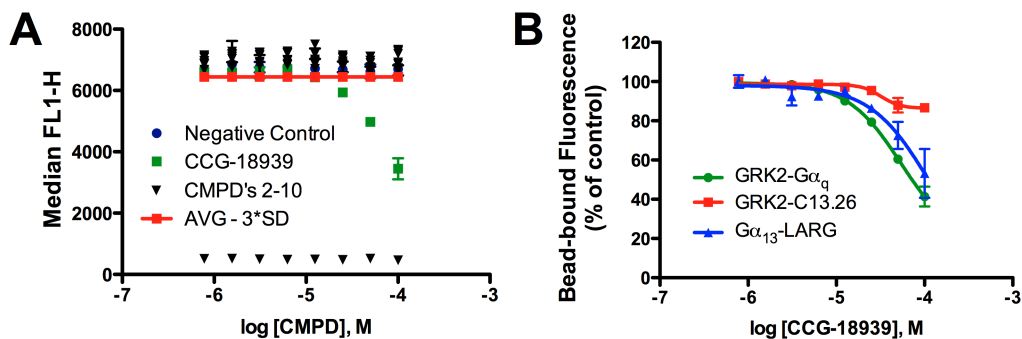 A
Median FL1-H
8000
6000
4000
2000
0
Negative Control
CCG-18939
CMPD's 2-10
AVG - 3*SD
-7
-6
-5
-4
-3
log [CMPD], M
B
Bead-bound Fluorescence
(% of control)
120
100
80
60
40
20
0
GRK2-Gαq
GRK2-C13.26
Gα13-LARG
-7
-6
-5
-4
-3
log [CCG-18939], M